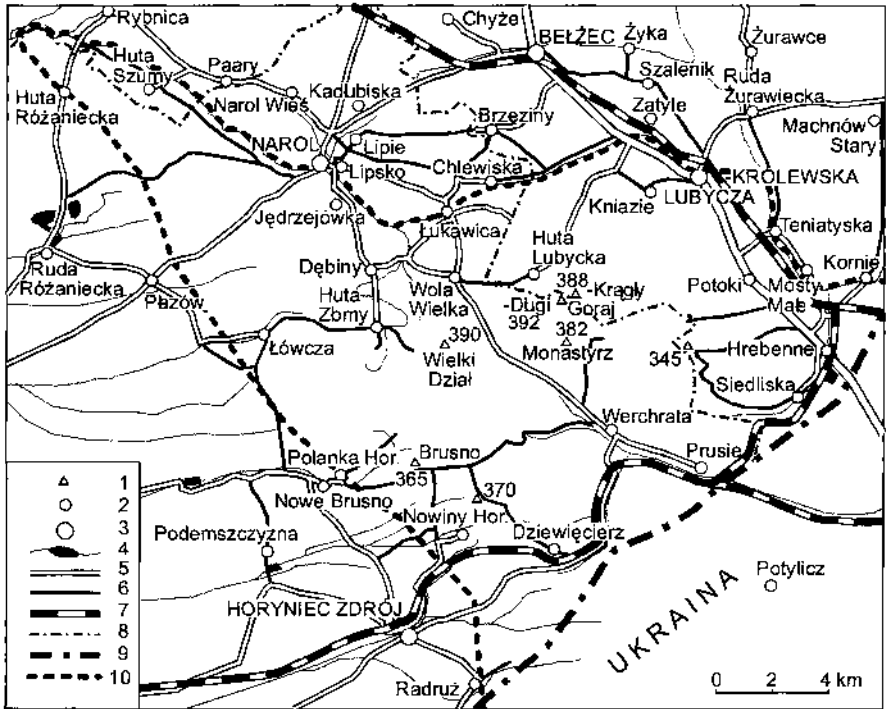 Rybnica
Chyże
BEŁŻEC
Żyka
Żurawce
Huta
Szumy
Paary
Kadłubiska
Szalenik
Ruda
Żurawiecka
Huta
Różaniecka
Narol Wieś
Brzeziny
Zatyle
Machnów
Stary
NAROL
Lipie
Lipsko
Chlewiska
KRÓLEWSKA
LUBYCZA
Jędrzejówka
Łukawica
Kniazie
Teniatyska
Ruda
Różaniecka
Płazów
Dębiny
Huta
Lubycka
Kornie
Wola
Wielka
388
-Krągły
Goraj
-Długi
392
Potoki
Mosty
Małe
Huta-
Złomy
Łówcza
390
Wielki
Dział
382
Monastyrz
345
Hrebenne
Siedliska
Werchrata
Prusie
Polanka Hor.
Brusno
365
370
Nowe Brusno
Nowiny Hor.
Podemszczyzna
Dziewięcierz
Potylicz
HORYNIEC ZDRÓJ
UKRAINA
Radruż
1
2
3
4
5
6
7
8
9
10
0 2 4 km